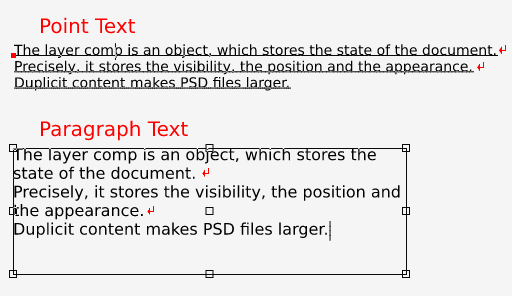 Point Text
The layer comp is an object, which stores the state of the document.
Precisely, it stores the visibility, the position and the appearance.
Duplicit content makes PSD files larger.
Paragraph Text
The layer comp is an object, which stores the
state of the document.
Precisely, it stores the visibility, the position and
the appearance.
Duplicit content makes PSD files larger.